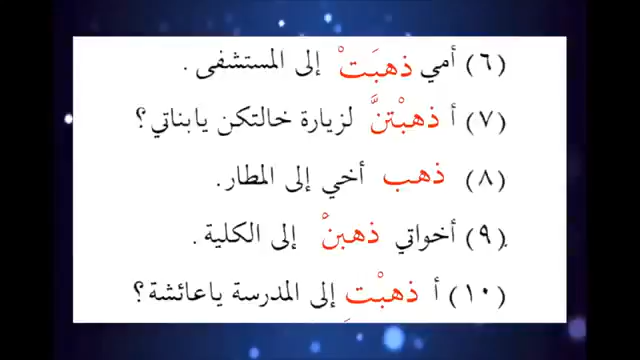 (٦) أمي ذهبَتْ إلى المستشفى .
(٧) أ ذهبْتنَّ لزيارة خالتكن يابناتي؟
(٨) ذهب أخي إلى المطار.
(٩) أخواتي ذهبنْ إلى الكلية .
(١٠) أ ذهبْت إلى المدرسة ياعائشة؟